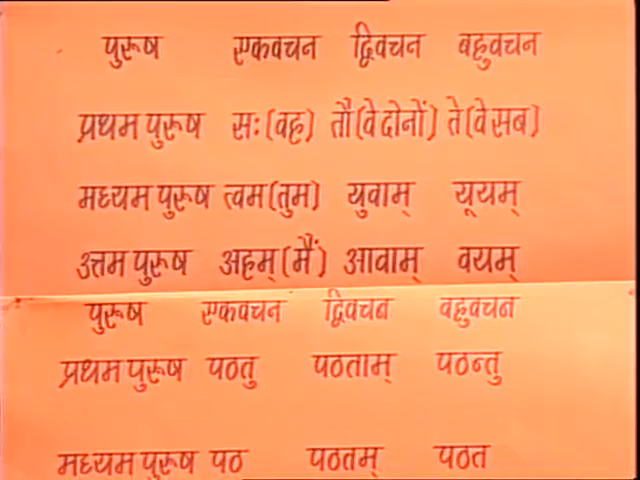 पुरूष एकवचन द्विवचन बहुवचन
प्रथम पुरूष सः(वह) तौ(वे दोनों) ते(वे सब)
मध्यम पुरूष त्वम(तुम) युवाम् यूयम्
उत्तम पुरूष अहम्(मैं) आवाम् वयम्
पुरूष एकवचन द्विवचन बहुवचन
प्रथम पुरूष पठतु पठताम् पठन्तु
मध्यम पुरूष पठ पठतम् पठत